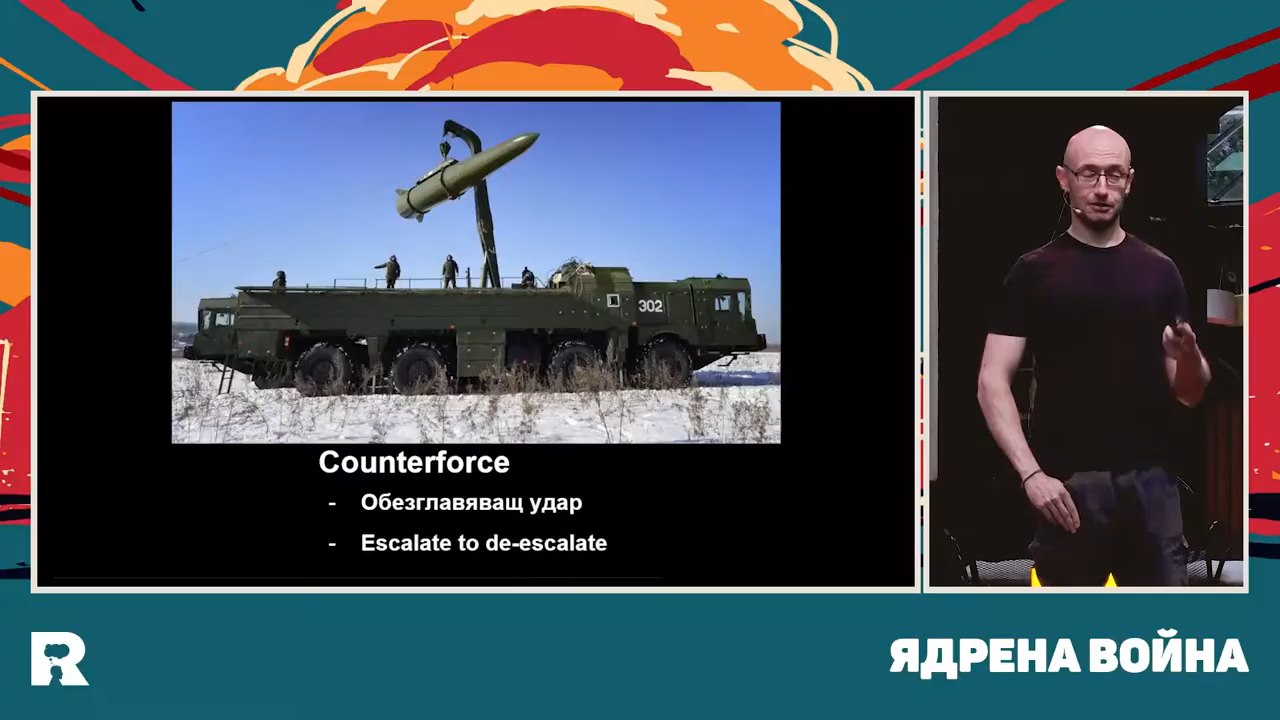 302
Counterforce
- Обезглавяващ удар
- Escalate to de-escalate
R
ЯДРЕНА ВОЙНА